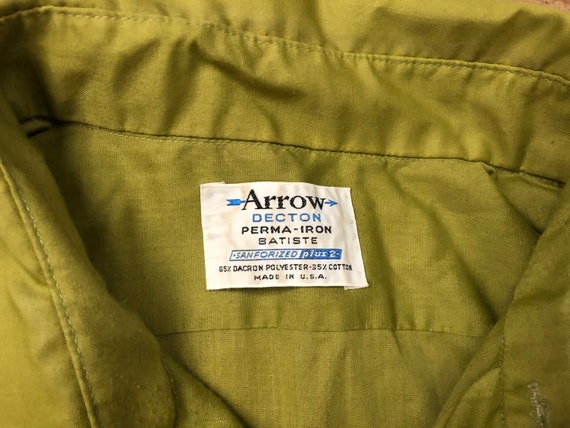 Arrow
DECTON
PERMA-IRON
BATISTE
·SANFORIZED plus 2·
65% DACRON POLYESTER·35% COTTON
MADE IN U.S.A.